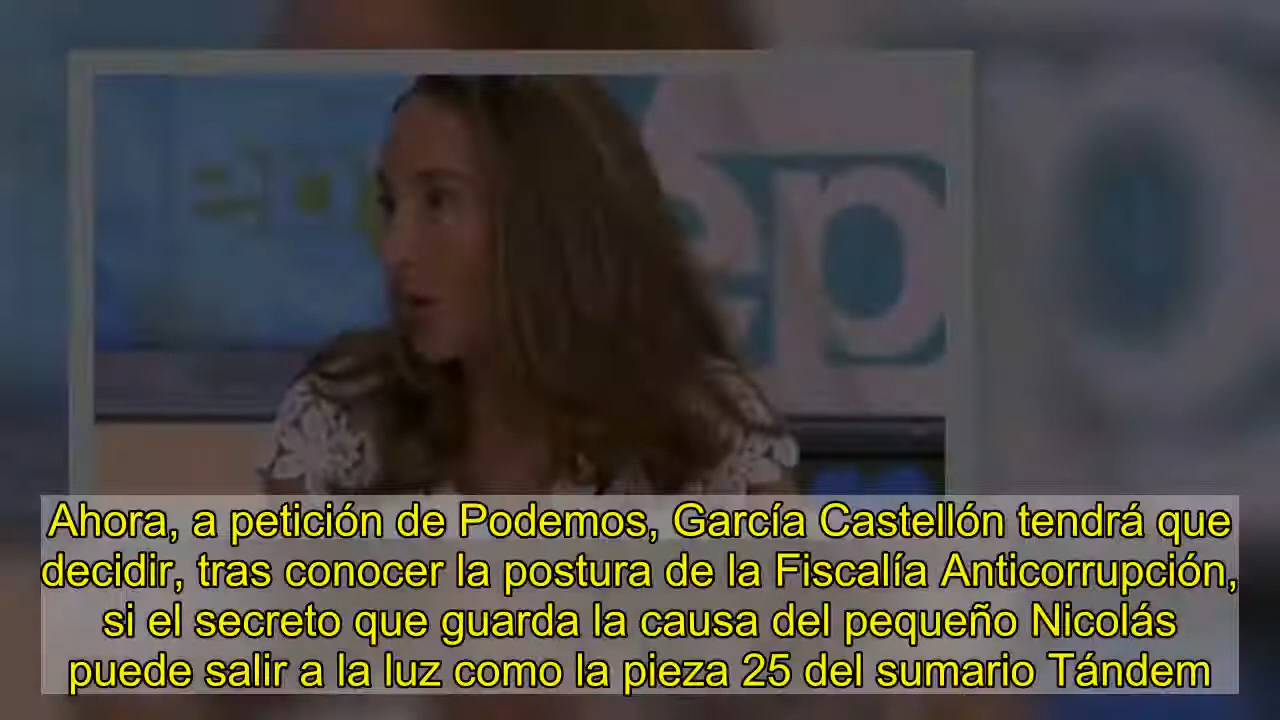 ep
Ahora, a petición de Podemos, García Castellón tendrá que
decidir, tras conocer la postura de la Fiscalía Anticorrupción,
si el secreto que guarda la causa del pequeño Nicolás
puede salir a la luz como la pieza 25 del sumario Tándem